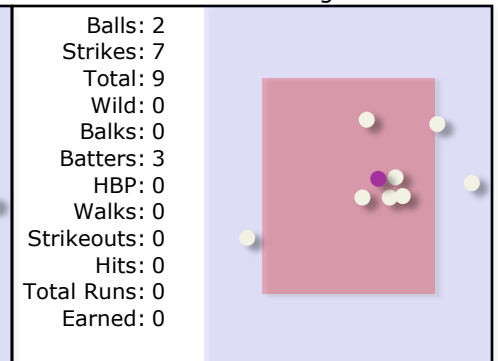 Balls: 2
Strikes: 7
Total: 9
Wild: 0
Balks: 0
Batters: 3
HBP: 0
Walks: 0
Strikeouts: 0
Hits: 0
Total Runs: 0
Earned: 0